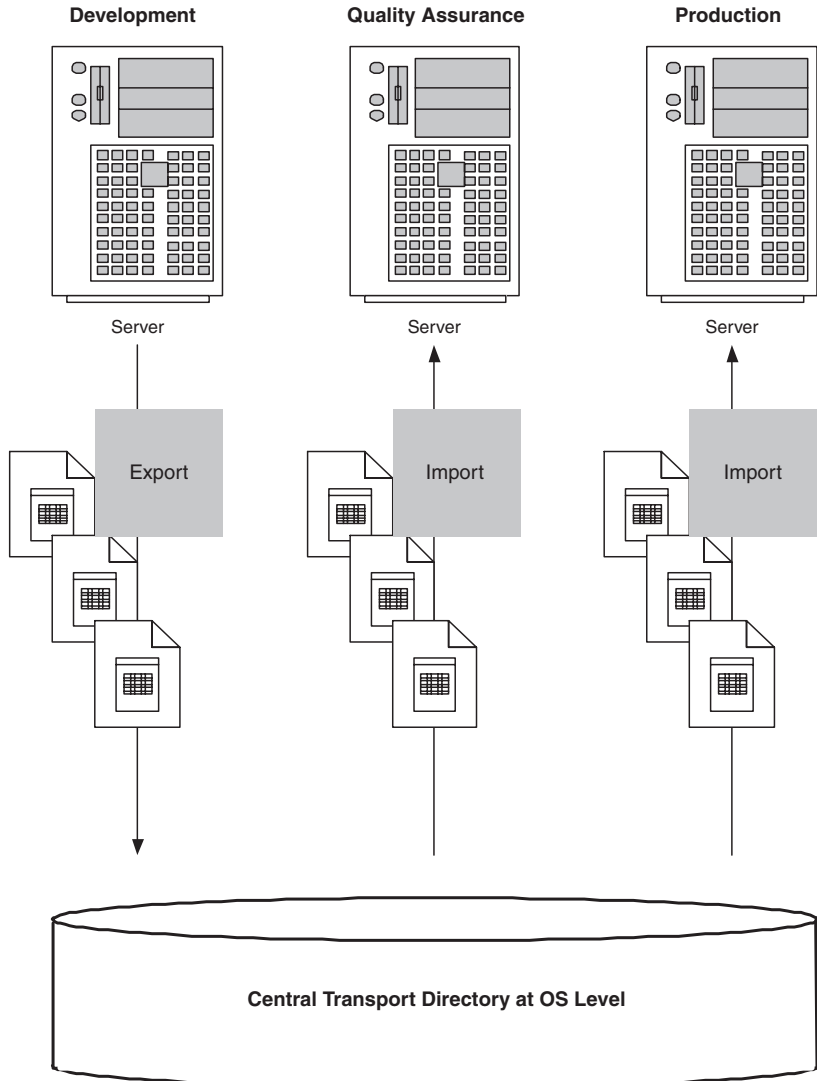 Development
Quality Assurance
Production
Server
Server
Server
Export
Import
Import
Central Transport Directory at OS Level